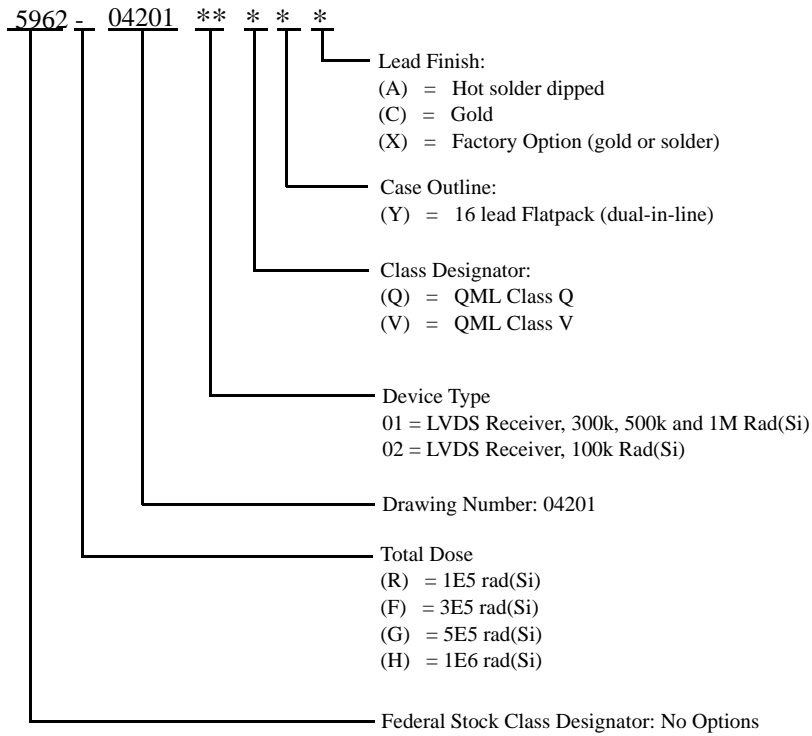 5962 - 04201 ** * * *
Lead Finish:
(A) = Hot solder dipped
(C) = Gold
(X) = Factory Option (gold or solder)
Case Outline:
(Y) = 16 lead Flatpack (dual-in-line)
Class Designator:
(Q) = QML Class Q
(V) = QML Class V
Device Type
01 = LVDS Receiver, 300k, 500k and 1M Rad(Si)
02 = LVDS Receiver, 100k Rad(Si)
Drawing Number: 04201
Total Dose
(R) = 1E5 rad(Si)
(F) = 3E5 rad(Si)
(G) = 5E5 rad(Si)
(H) = 1E6 rad(Si)
Federal Stock Class Designator: No Options